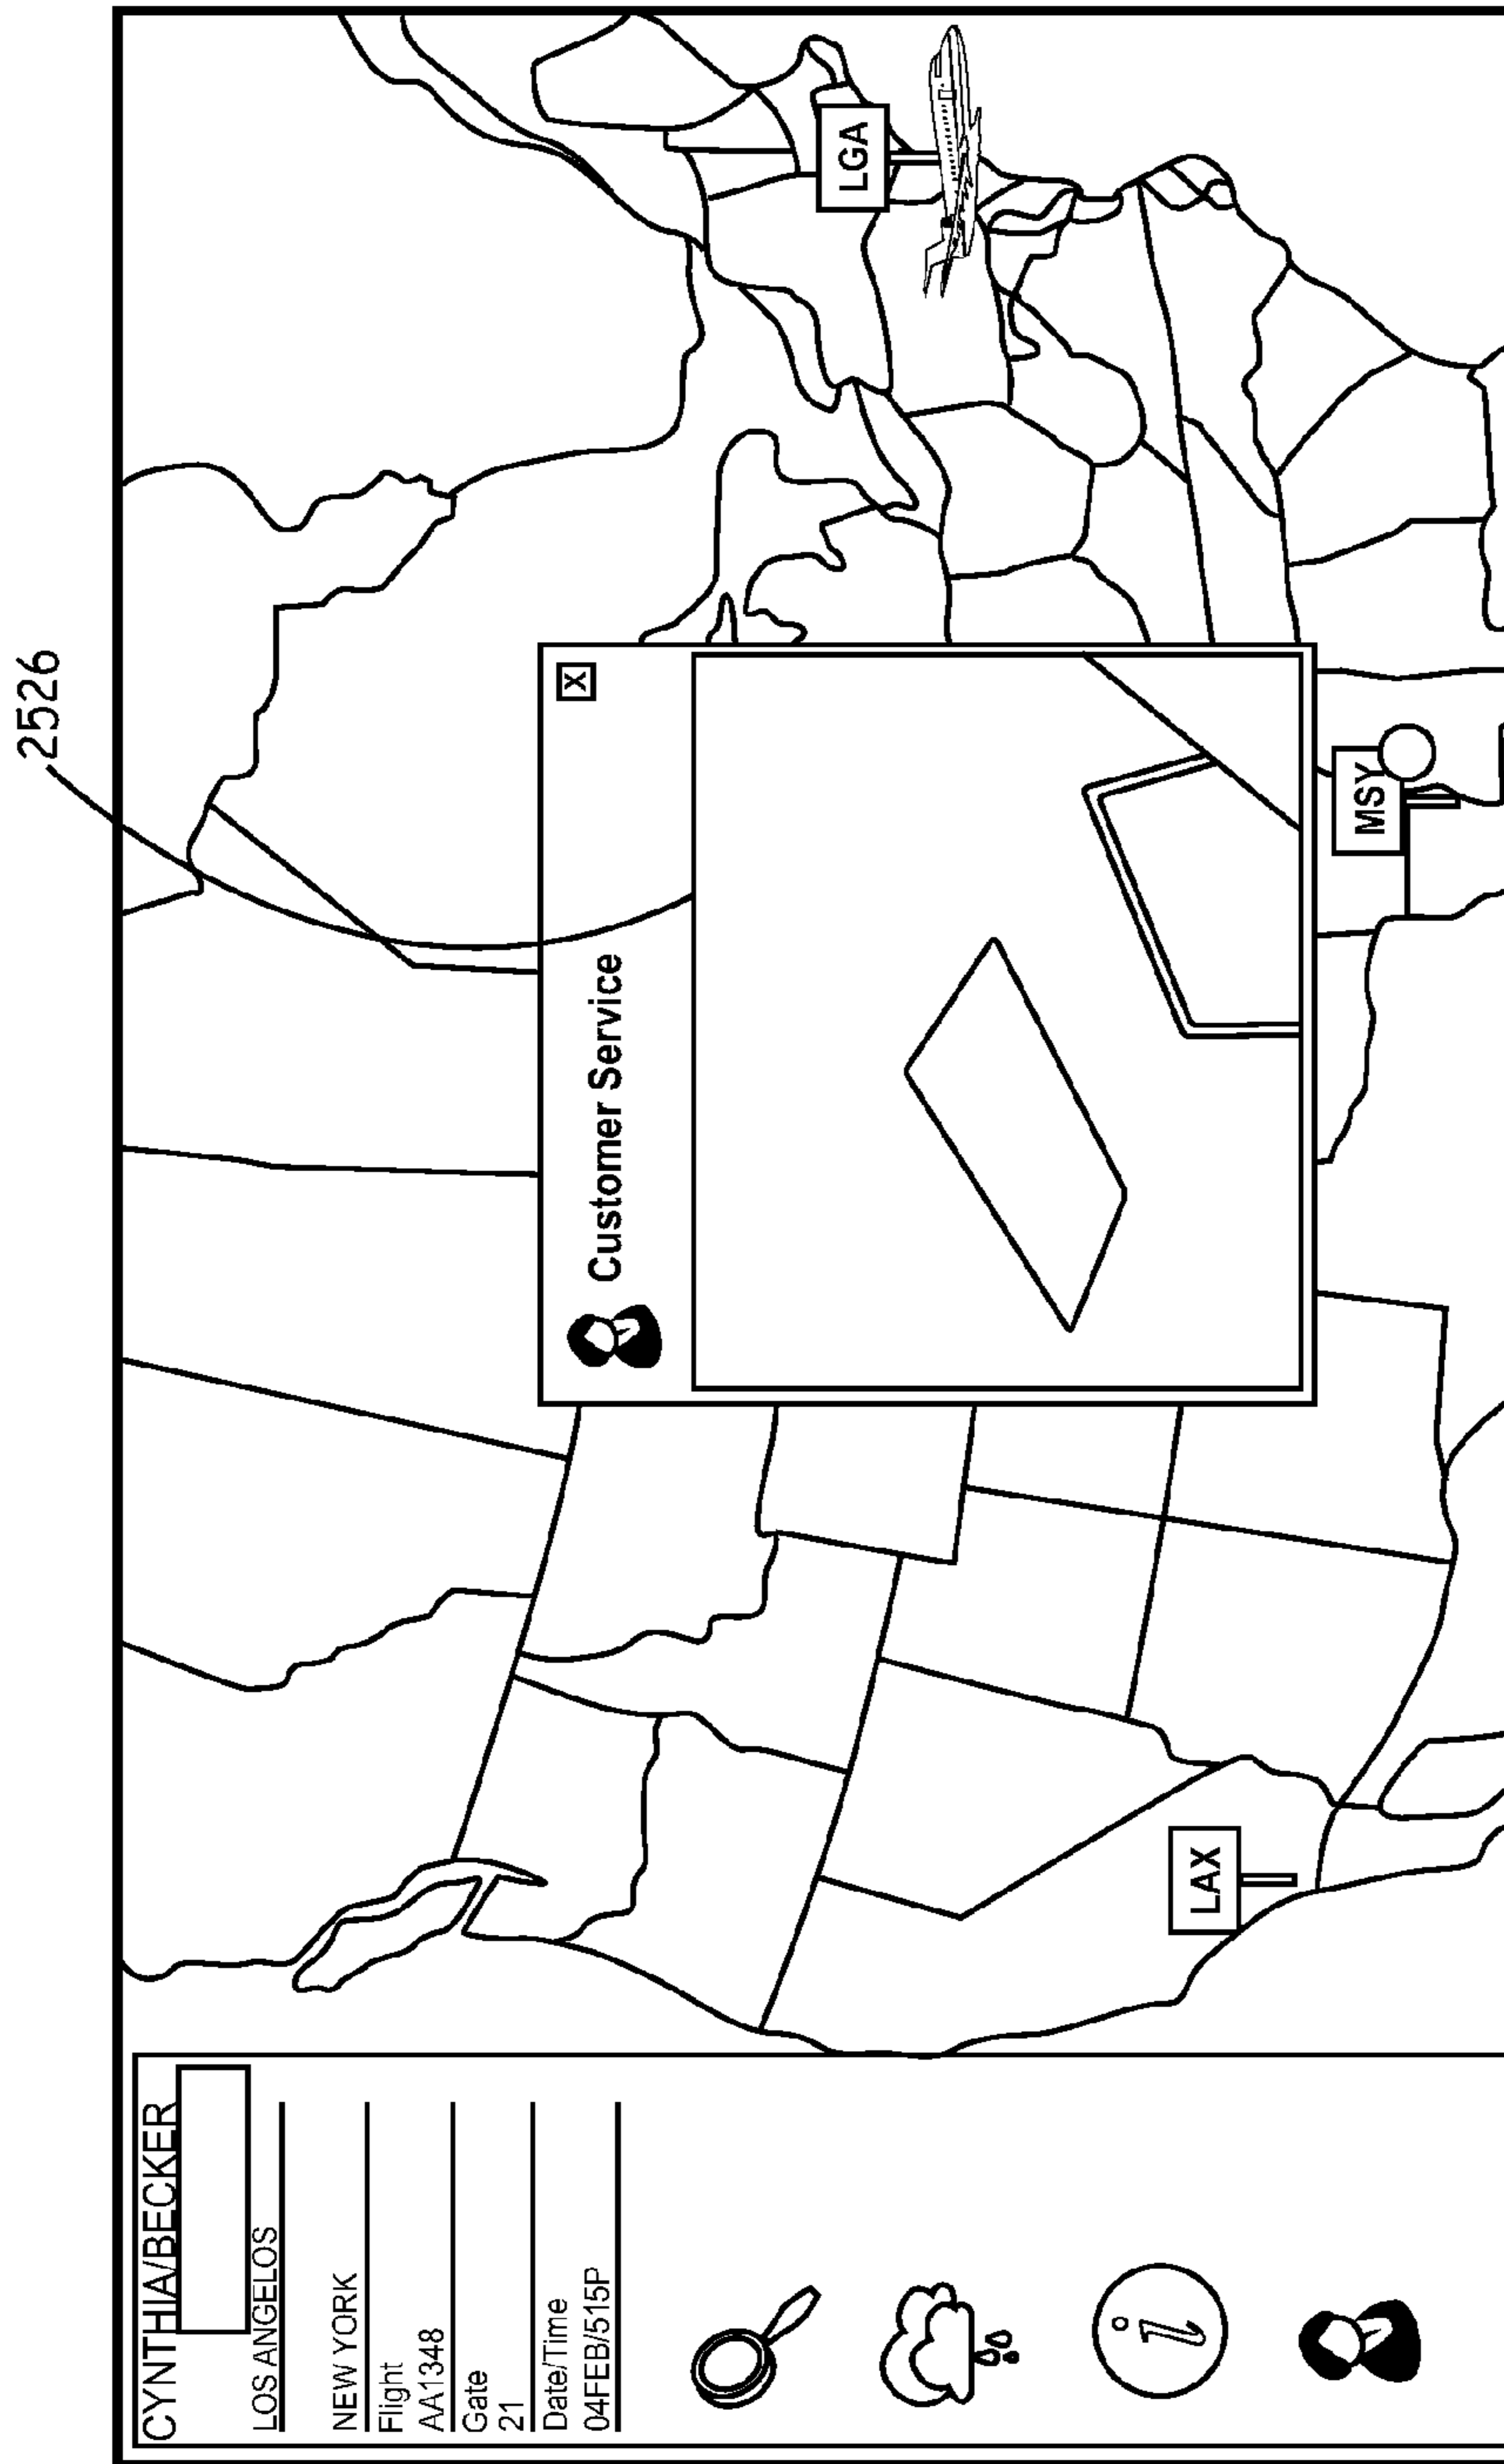 2526
CYNTHIA/BECKER
LOS ANGELOS
NEW YORK
Flight
AA1348
Gate
21
Date/Time
04FEB/515P
i
Customer Service
X
LGA
MSY
LAX